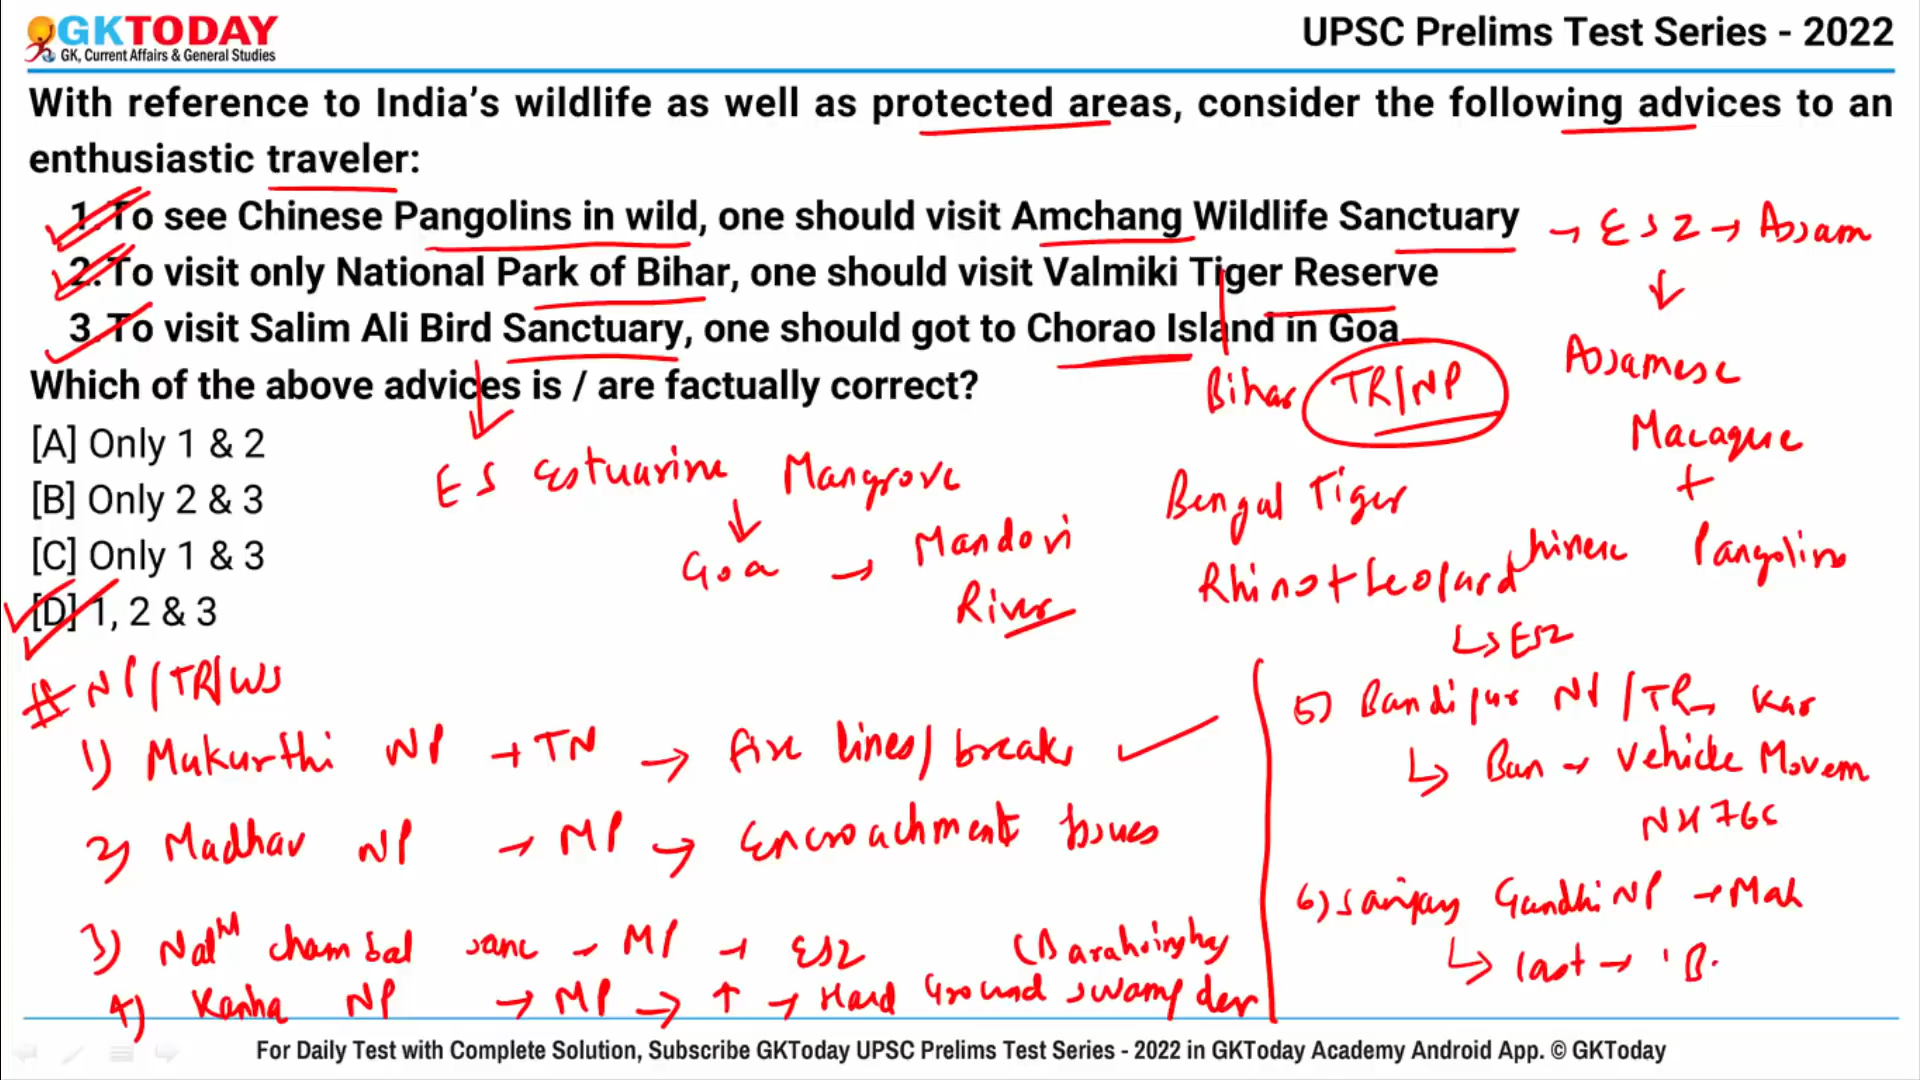 GKTODAY
GK, Current Affairs & General Studies
UPSC Prelims Test Series - 2022
With reference to India’s wildlife as well as protected areas, consider the following advices to an
enthusiastic traveler:
1. To see Chinese Pangolins in wild, one should visit Amchang Wildlife Sanctuary
→ ESZ → Assam
2. To visit only National Park of Bihar, one should visit Valmiki Tiger Reserve
3. To visit Salim Ali Bird Sanctuary, one should got to Chorao Island in Goa
Which of the above advices is / are factually correct?
Bihar TR/NP
Assamese
Macaque
+
Chinese Pangolins
[A] Only 1 & 2
[B] Only 2 & 3
[C] Only 1 & 3
[D] 1, 2 & 3
ES Estuarine Mangrove
Goa → Mandovi
River
Bengal Tiger
Rhinos + Leopard
↳ ESZ
# NP/TR/WS
1) Mukurthi NP → TN → fire lines/breaks
2) Madhav NP → MP → Encroachment Issues
3) Natnl chambal sanc → MP → ESZ
4) Kanha NP → MP → ↑ → Hard Ground swamp deer
(Barahsingha)
5) Bandipur NP/TR → Kar
↳ Ban → Vehicle Movem
NH 766
6) Sanjay Gandhi NP → Mah
↳ last → 'B.
For Daily Test with Complete Solution, Subscribe GKToday UPSC Prelims Test Series - 2022 in GKToday Academy Android App. © GKToday